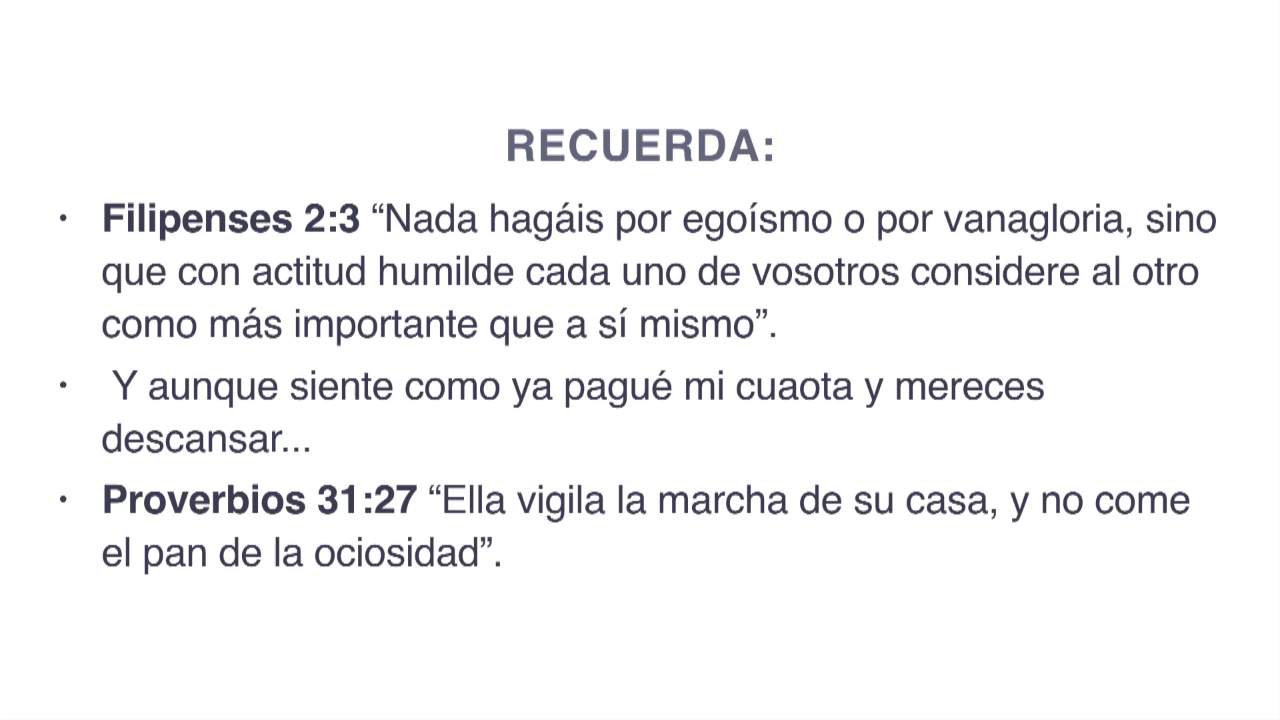 RECUERDA:
• Filipenses 2:3 “Nada hagáis por egoísmo o por vanagloria, sino
que con actitud humilde cada uno de vosotros considere al otro
como más importante que a sí mismo”.
• Y aunque siente como ya pagué mi cuaota y mereces
descansar...
• Proverbios 31:27 “Ella vigila la marcha de su casa, y no come
el pan de la ociosidad”.